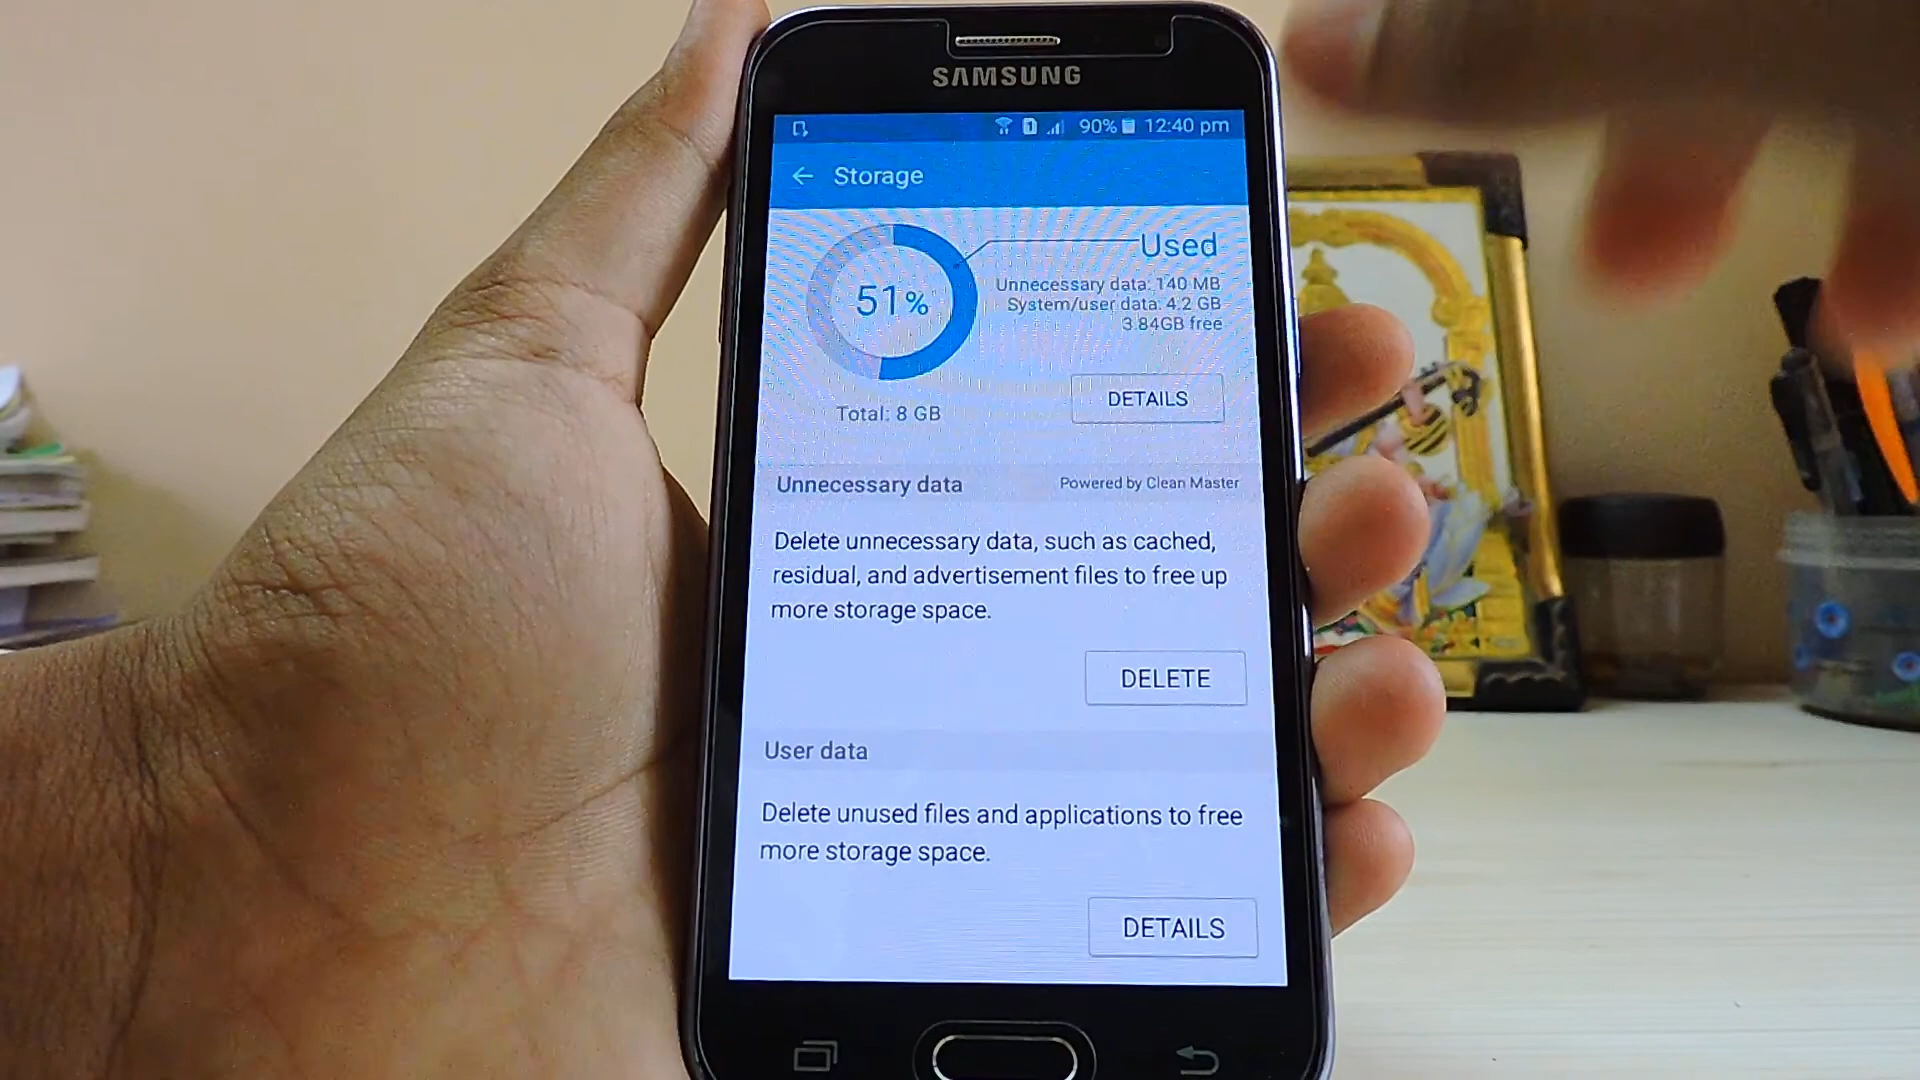 SAMSUNG
1 90% 12:40 pm
Storage
51%
Used
Unnecessary data: 140 MB
System/user data: 4.2 GB
3.84GB free
Total: 8 GB
DETAILS
Unnecessary data
Powered by Clean Master
Delete unnecessary data, such as cached,
residual, and advertisement files to free up
more storage space.
DELETE
User data
Delete unused files and applications to free
more storage space.
DETAILS